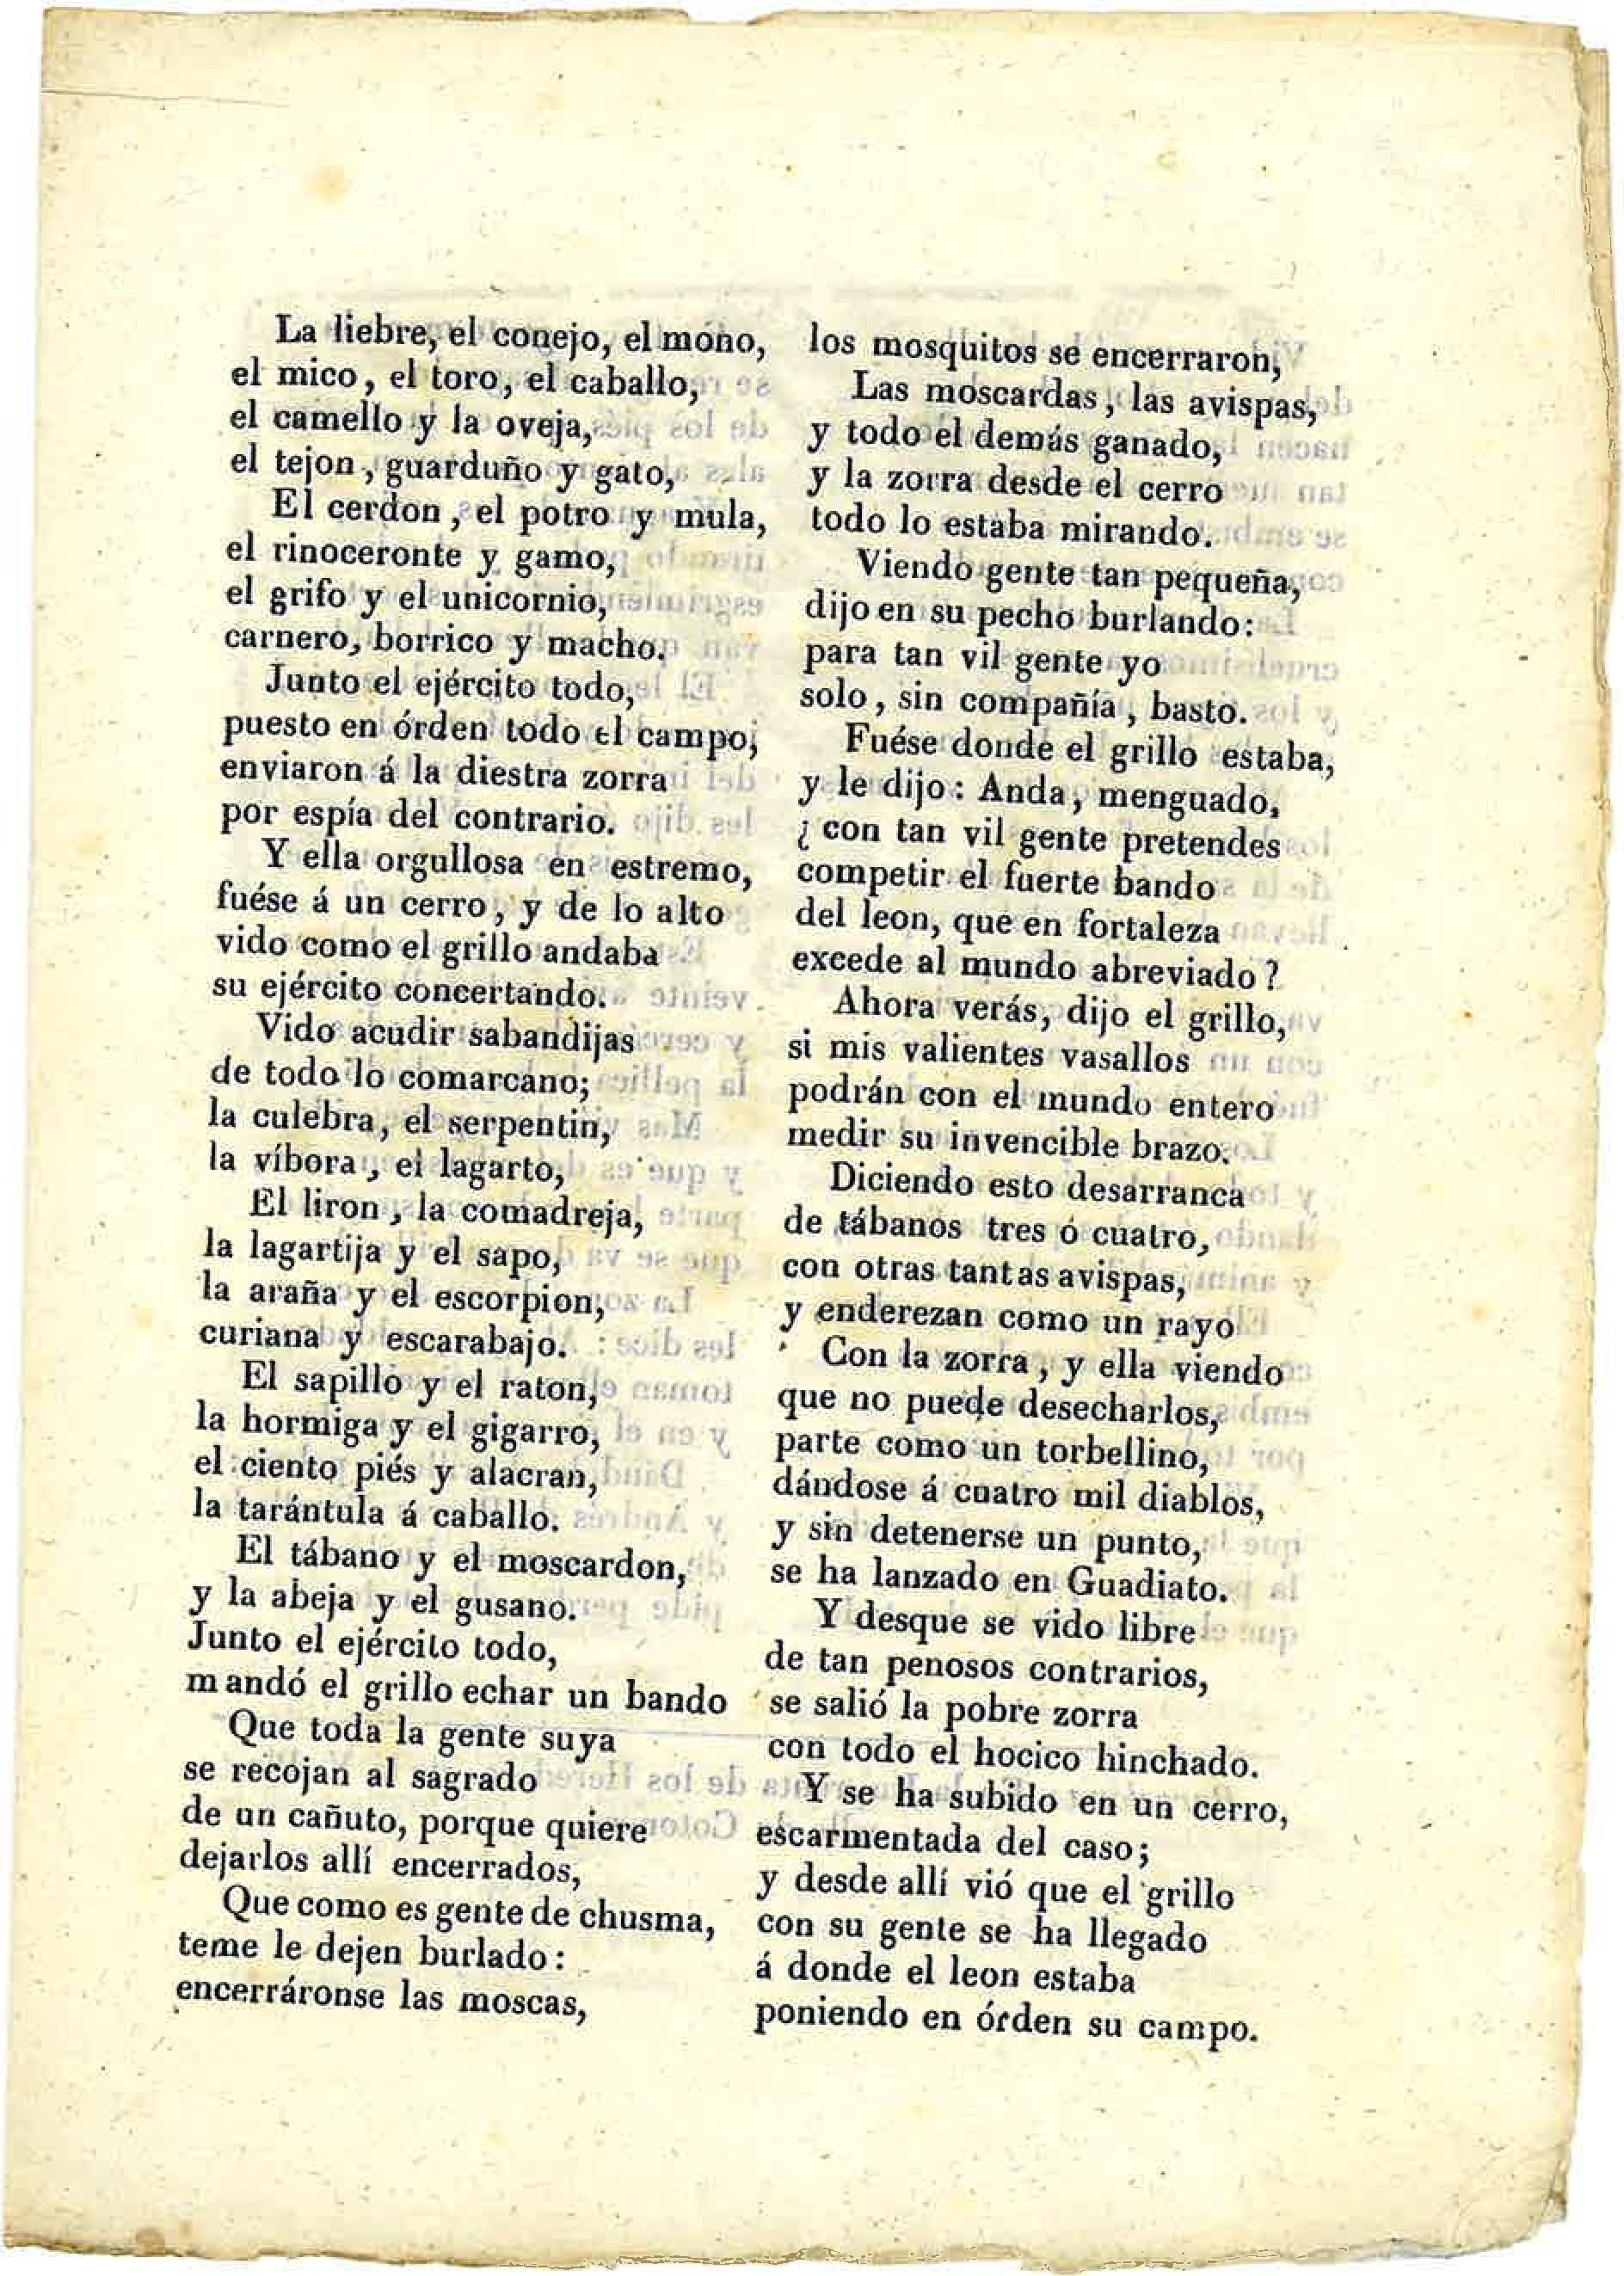 La liebre, el conejo, el mono,
el mico, el toro, el caballo,
el camello y la oveja,
el tejon, guarduño y gato,
El cerdon, el potro y mula,
el rinoceronte y gamo,
el grifo y el unicornio,
carnero, borrico y macho.
Junto el ejército todo,
puesto en órden todo el campo,
enviaron á la diestra zorra
por espía del contrario.
Y ella orgullosa en estremo,
fuése á un cerro, y de lo alto
vido como el grillo andaba
su ejército concertando.
Vido acudir sabandijas
de todo lo comarcano;
la culebra, el serpentin,
la víbora, el lagarto,
El liron, la comadreja,
la lagartija y el sapo,
la araña y el escorpion,
curiana y escarabajo.
El sapillo y el raton,
la hormiga y el gigarro,
el ciento piés y alacran,
la tarántula á caballo.
El tábano y el moscardon,
y la abeja y el gusano.
Junto el ejército todo,
mandó el grillo echar un bando
Que toda la gente suya
se recojan al sagrado
de un cañuto, porque quiere
dejarlos allí encerrados,
Que como es gente de chusma,
teme le dejen burlado:
encerráronse las moscas,
los mosquitos se encerraron,
Las moscardas, las avispas,
y todo el demás ganado,
y la zorra desde el cerro
todo lo estaba mirando.
Viendo gente tan pequeña,
dijo en su pecho burlando:
para tan vil gente yo
solo, sin compañía, basto.
Fuése donde el grillo estaba,
y le dijo: Anda, menguado,
¿con tan vil gente pretendes
competir el fuerte bando
del leon, que en fortaleza
excede al mundo abreviado?
Ahora verás, dijo el grillo,
si mis valientes vasallos
podrán con el mundo entero
medir su invencible brazo.
Diciendo esto desarranca
de tábanos tres ó cuatro,
con otras tantas avispas,
y enderezan como un rayo
Con la zorra, y ella viendo
que no puede desecharlos,
parte como un torbellino,
dándose á cuatro mil diablos,
y sin detenerse un punto,
se ha lanzado en Guadiato.
Y desque se vido libre
de tan penosos contrarios,
se salió la pobre zorra
con todo el hocico hinchado.
Y se ha subido en un cerro,
escarmentada del caso;
y desde allí vió que el grillo
con su gente se ha llegado
á donde el leon estaba
poniendo en órden su campo.